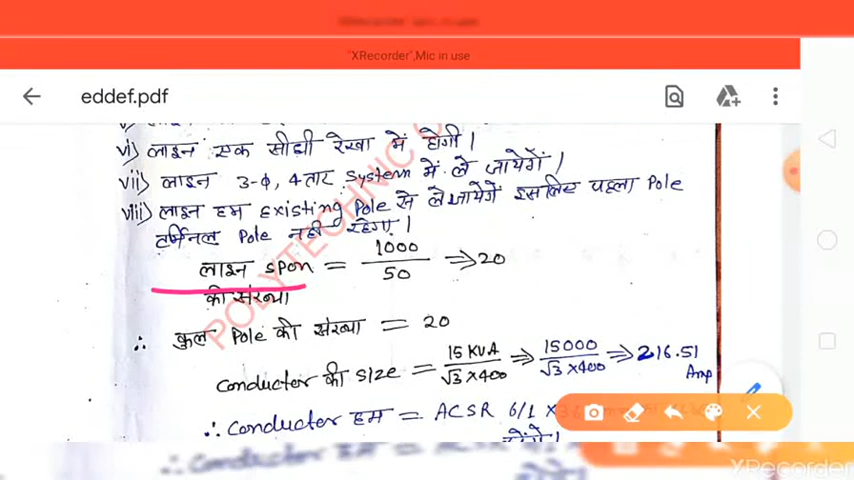 "XRecorder",Mic in use
eddef.pdf
vi) लाइन एक सीधी रेखा में होगी।
vii) लाइन 3-ϕ, 4तार System में ले जायेगें।
viii) लाइन हम Existing Pole से ले जायेगें इसलिए पहला Pole
टर्मिनल Pole नहीं रहेगा।
लाइन span = 1000/50 ⇒ 20
की संख्या
∴ कुल Pole की संख्या = 20
Conductor की size = 15 KVA/√3 x 400 ⇒ 15000/√3 x 400 ⇒ 216.51
Amp
∴ Conductor हम = ACSR 6/1 x
लेंगे
POLYTECHNIC
XRecorder